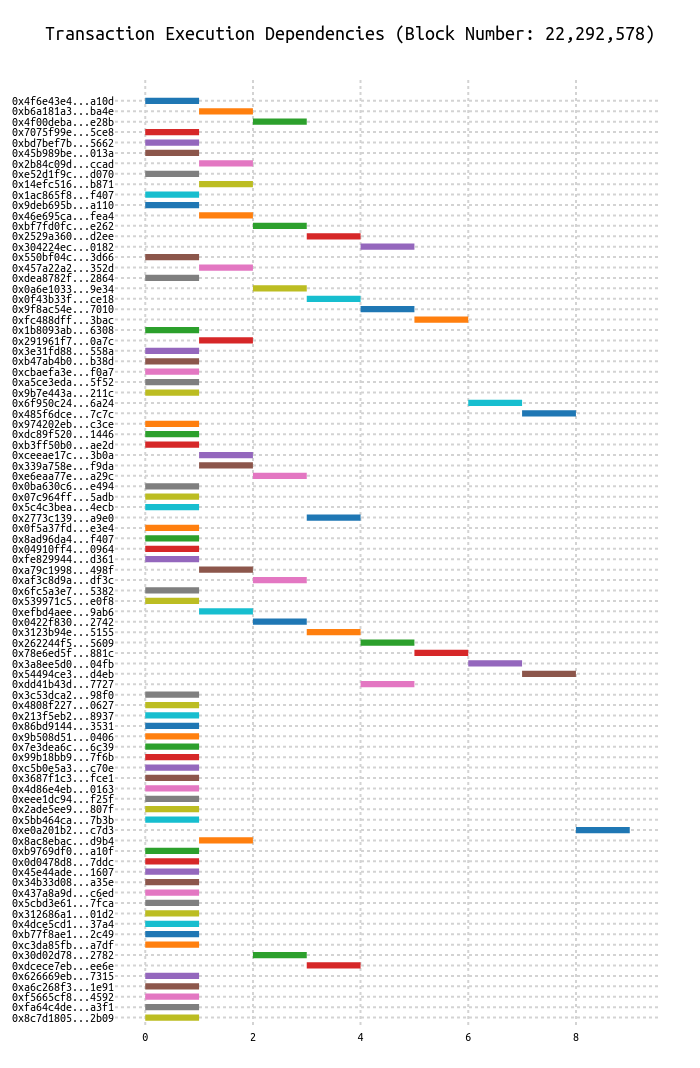 Transaction Execution Dependencies (Block Number: 22,292,578)
0x4f6e43e4...a10d
0xb6a181a3...ba4e
0x4f00deba...e28b
0x7075f99e...5ce8
0xbd7bef7b...5662
0x45b989be...013a
0x2b84c09d...ccad
0xe52d1f9c...d070
0x14efc516...b871
0x1ac865f8...f407
0x9deb695b...a110
0x46e695ca...fea4
0xbf7fd0fc...e262
0x2529a360...d2ee
0x304224ec...0182
0x550bf04c...3d66
0x457a22a2...352d
0xdea8782f...2864
0x0a6e1033...9e34
0x0f43b33f...ce18
0x9f8ac54e...7010
0xfc488dff...3bac
0x1b8093ab...6308
0x291961f7...0a7c
0x3e31fd88...558a
0xb47ab4b0...b38d
0xcbaefa3e...f0a7
0xa5ce3eda...5f52
0x9b7e443a...211c
0x6f950c24...6a24
0x485f6dce...7c7c
0x974202eb...c3ce
0xdc89f520...1446
0xb3ff50b0...ae2d
0xceeae17c...3b0a
0x339a758e...f9da
0xe6eaa77e...a29c
0x0ba630c6...e494
0x07c964ff...5adb
0x5c4c3bea...4ecb
0x2773c139...a9e0
0x0f5a37fd...e3e4
0x8ad96da4...f407
0x04910ff4...0964
0xfe829944...d361
0xa79c1998...498f
0xaf3c8d9a...df3c
0x6fc5a3e7...5382
0x539971c5...e0f8
0xefbd4aee...9ab6
0x0422f830...2742
0x3123b94e...5155
0x262244f5...5609
0x78e6ed5f...881c
0x3a8ee5d0...04fb
0x54494ce3...d4eb
0xdd41b43d...7727
0x3c53dca2...98f0
0x4808f227...0627
0x213f5eb2...8937
0x86bd9144...3531
0x9b508d51...0406
0x7e3dea6c...6c39
0x99b18bb9...7f6b
0xc5b0e5a3...c70e
0x3687f1c3...fce1
0x4d86e4eb...0163
0xeee1dc94...f25f
0x2ade5ee9...807f
0x5bb464ca...7b3b
0xe0a201b2...c7d3
0x8ac8ebac...d9b4
0xb9769df0...a10f
0x0d0478d8...7ddc
0x45e44ade...1607
0x34b33d08...a35e
0x437a8a9d...c6ed
0x5cbd3e61...7fca
0x312686a1...01d2
0x4dce5cd1...37a4
0xb77f8ae1...2c49
0xc3da85fb...a7df
0x30d02d78...2782
0xdcece7eb...ee6e
0x626669eb...7315
0xa6c268f3...1e91
0xf5665cf8...4592
0xfa64c4de...a3f1
0x8c7d1805...2b09
0 2 4 6 8